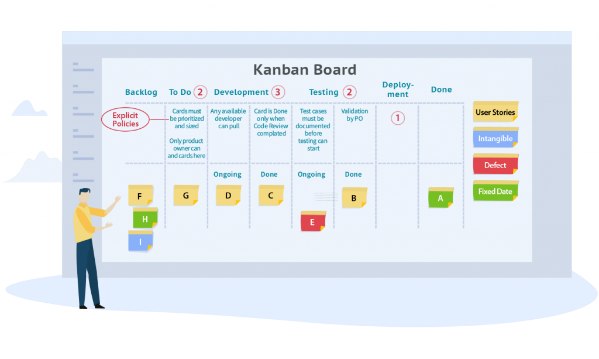 Kanban Board
Backlog
To Do 2
Development 3
Testing 2
Deploy-
ment
Done
1
Explicit
Policies
Cards must
be prioritized
and sized
Only product
owner can
and cards here
Any available
developer
can pull
Card is Done
only when
Code Review
complated
Test cases
must be
documented
before
testing can
start
Validation
by PO
Ongoing
Done
Ongoing
Done
F
G
D
C
B
A
H
E
I
User Stories
Intangible
Defect
Fixed Date